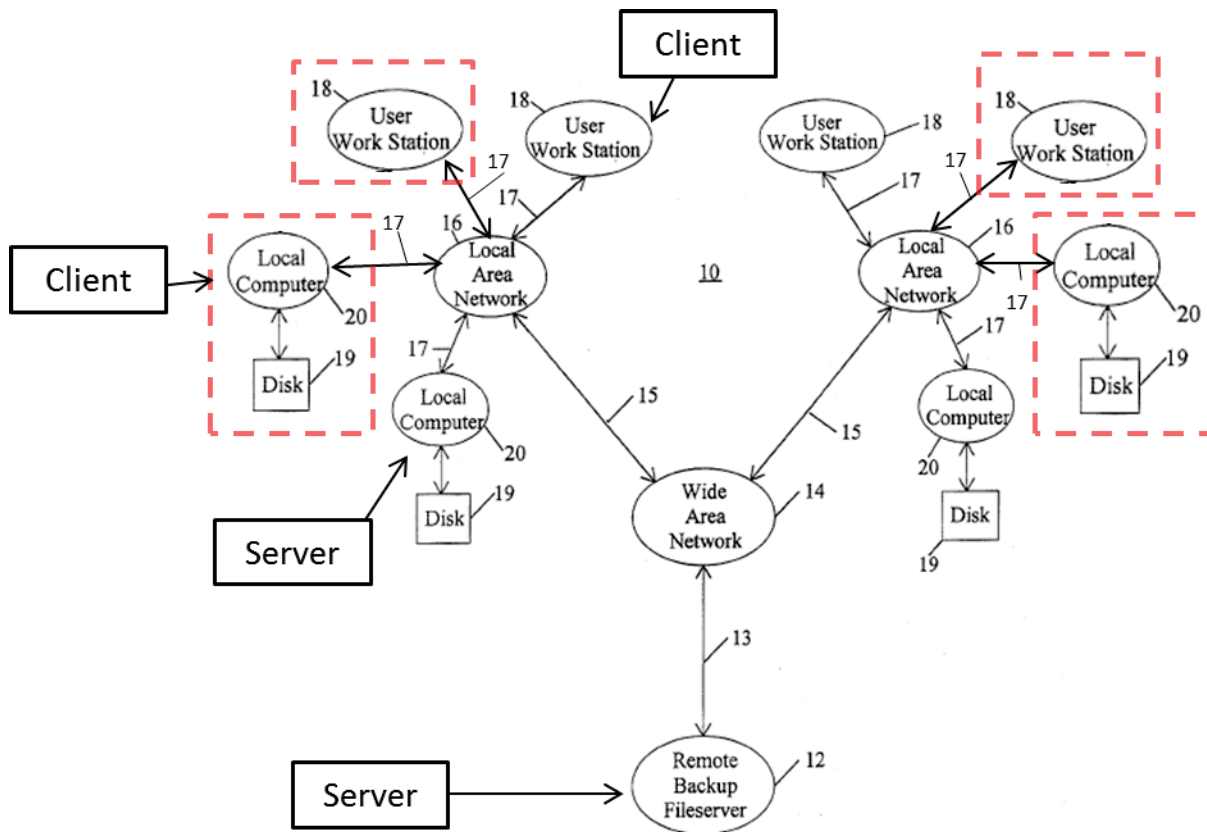 Client
18
User
Work Station
18
User
Work Station
User
Work Station
18
18
User
Work Station
17
17
17
17
17
16
Local
Area
Network
16
Local
Area
Network
10
Client
Local
Computer
20
19
Disk
17
Local
Computer
20
19
Disk
17
Local
Computer
20
19
Disk
17
Local
Computer
20
Disk
19
15
15
Server
Wide
Area
Network
14
13
Server
Remote
Backup
Fileserver
12